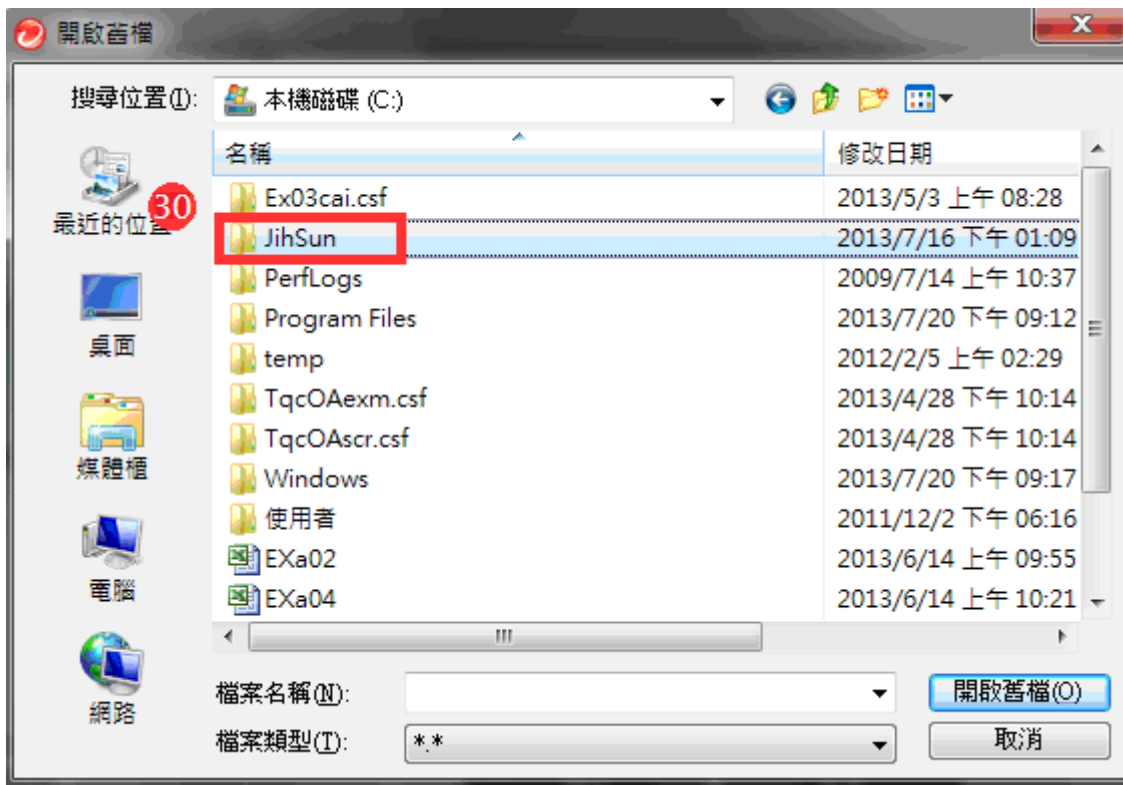 開啟舊檔
搜尋位置(I):
本機磁碟 (C:)
名稱 修改日期
Ex03cai.csf 2013/5/3 上午 08:28
JihSun 2013/7/16 下午 01:09
PerfLogs 2009/7/14 上午 10:37
Program Files 2013/7/20 下午 09:12
temp 2012/2/5 上午 02:29
TqcOAexm.csf 2013/4/28 下午 10:14
TqcOAscr.csf 2013/4/28 下午 10:14
Windows 2013/7/20 下午 09:17
使用者 2011/12/2 下午 06:16
EXa02 2013/6/14 上午 09:55
EXa04 2013/6/14 上午 10:21
30
最近的位置
桌面
媒體櫃
電腦
網路
檔案名稱(N):
開啟舊檔(O)
檔案類型(T):
*.*
取消